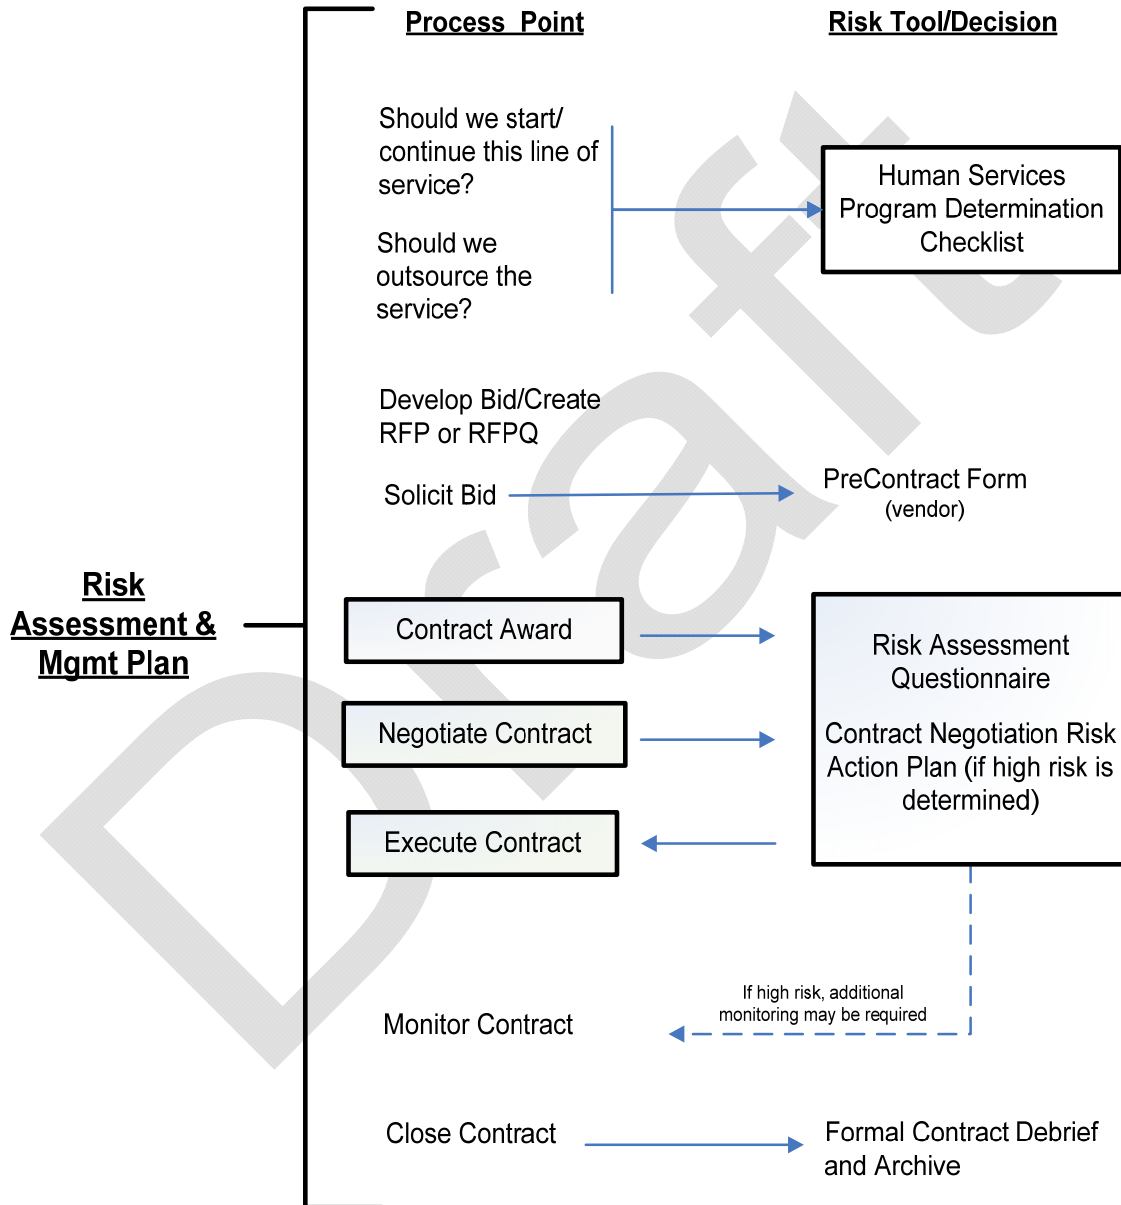 Process Point
Risk Tool/Decision
Should we start/
continue this line of
service?
Should we
outsource the
service?
Human Services
Program Determination
Checklist
Develop Bid/Create
RFP or RFPQ
Solicit Bid
PreContract Form
(vendor)
Risk
Assessment &
Mgmt Plan
Contract Award
Negotiate Contract
Execute Contract
Risk Assessment
Questionnaire
Contract Negotiation Risk
Action Plan (if high risk is
determined)
If high risk, additional
monitoring may be required
Monitor Contract
Close Contract
Formal Contract Debrief
and Archive
Draft